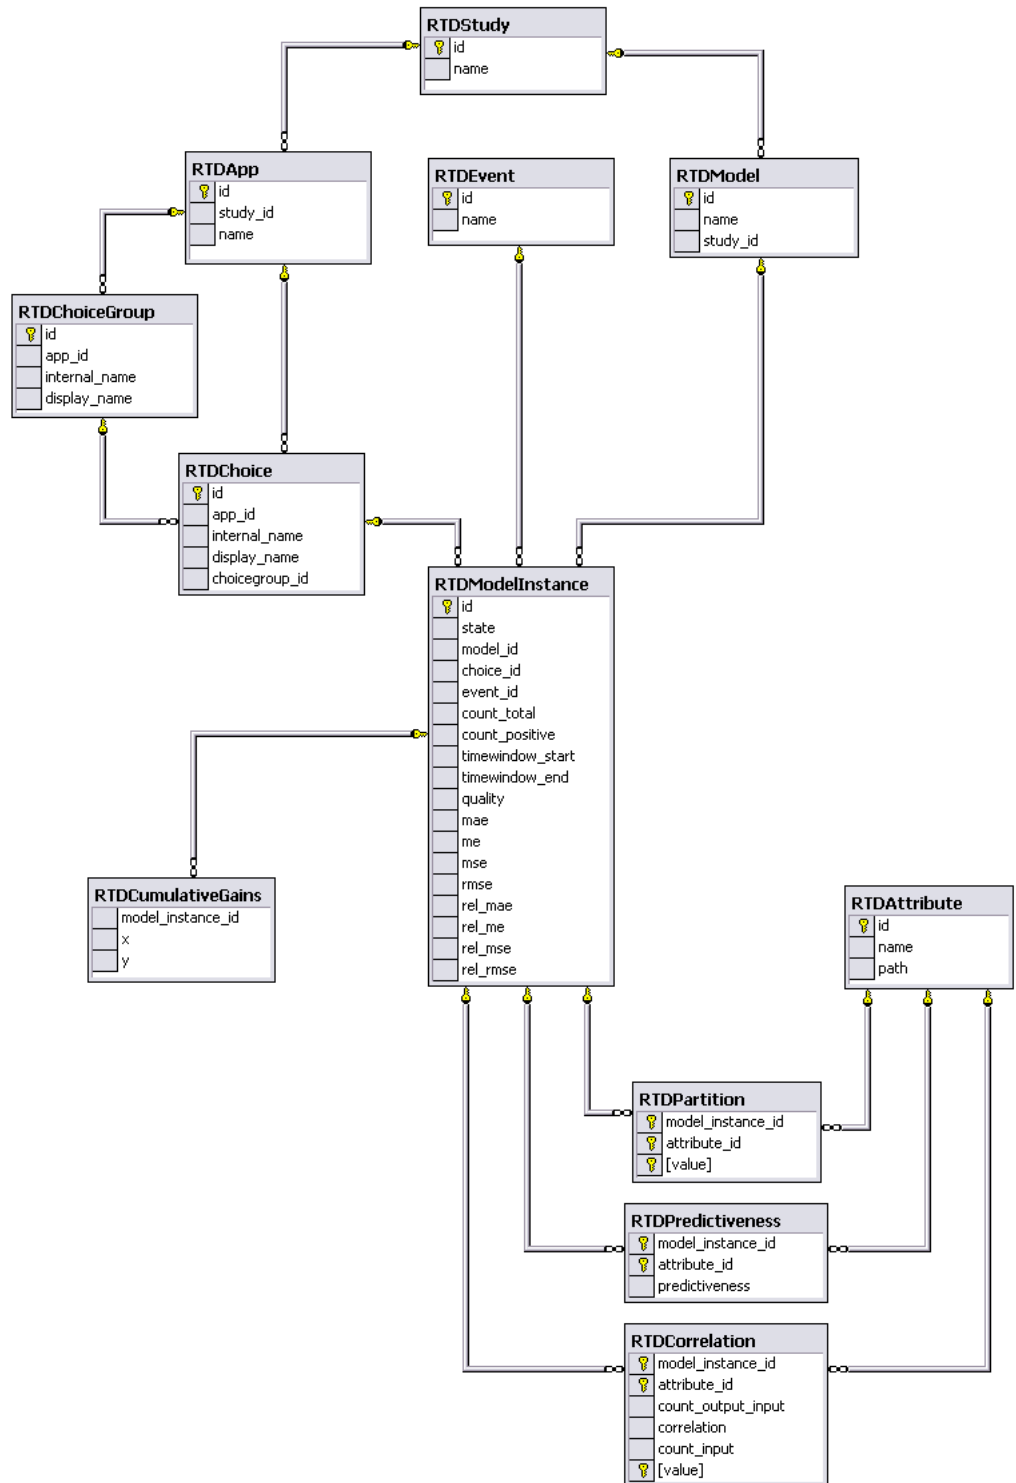 RTDStudy
id
name
RTDApp
id
study_id
name
RTDEvent
id
name
RTDModel
id
name
study_id
RTDChoiceGroup
id
app_id
internal_name
display_name
RTDChoice
id
app_id
internal_name
display_name
choicegroup_id
RTDModelInstance
id
state
model_id
choice_id
event_id
count_total
count_positive
timewindow_start
timewindow_end
quality
mae
me
mse
rmse
rel_mae
rel_me
rel_mse
rel_rmse
RTDCumulativeGains
model_instance_id
x
y
RTDAttribute
id
name
path
RTDPartition
model_instance_id
attribute_id
[value]
RTDPredictiveness
model_instance_id
attribute_id
predictiveness
RTDCorrelation
model_instance_id
attribute_id
count_output_input
correlation
count_input
[value]